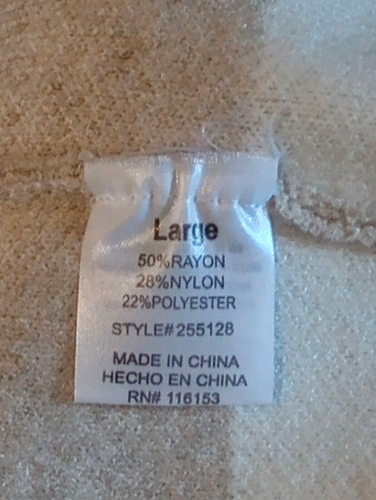 Large
50%RAYON
28%NYLON
22%POLYESTER
STYLE#255128
MADE IN CHINA
HECHO EN CHINA
RN# 116153